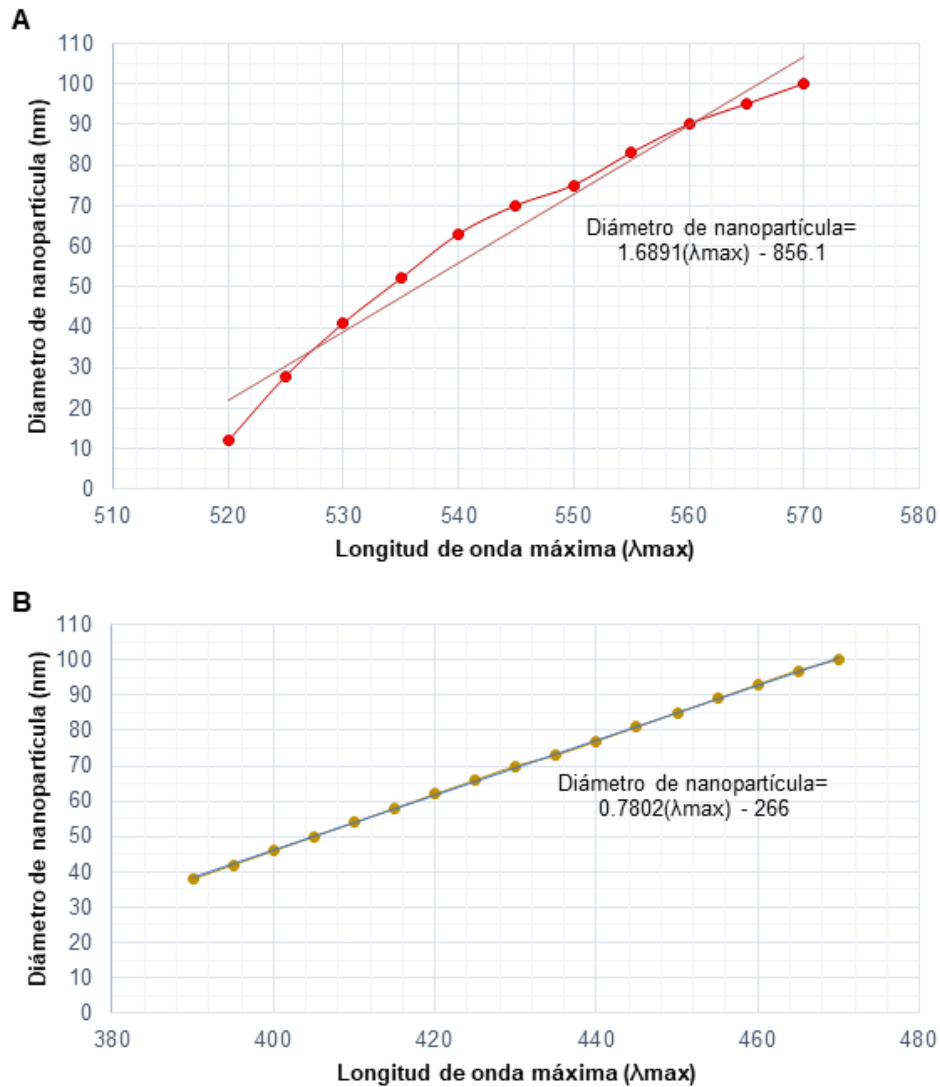 A
110
100
90
80
70
60
50
40
30
20
10
0
Diametro de nanopartícula (nm)
Diámetro de nanopartícula=
1.6891(λmax) - 856.1
510 520 530 540 550 560 570 580
Longitud de onda máxima (λmax)
B
110
100
90
80
70
60
50
40
30
20
10
0
Diámetro de nanopartícula (nm)
Diámetro de nanopartícula=
0.7802(λmax) - 266
380 400 420 440 460 480
Longitud de onda máxima (λmax)